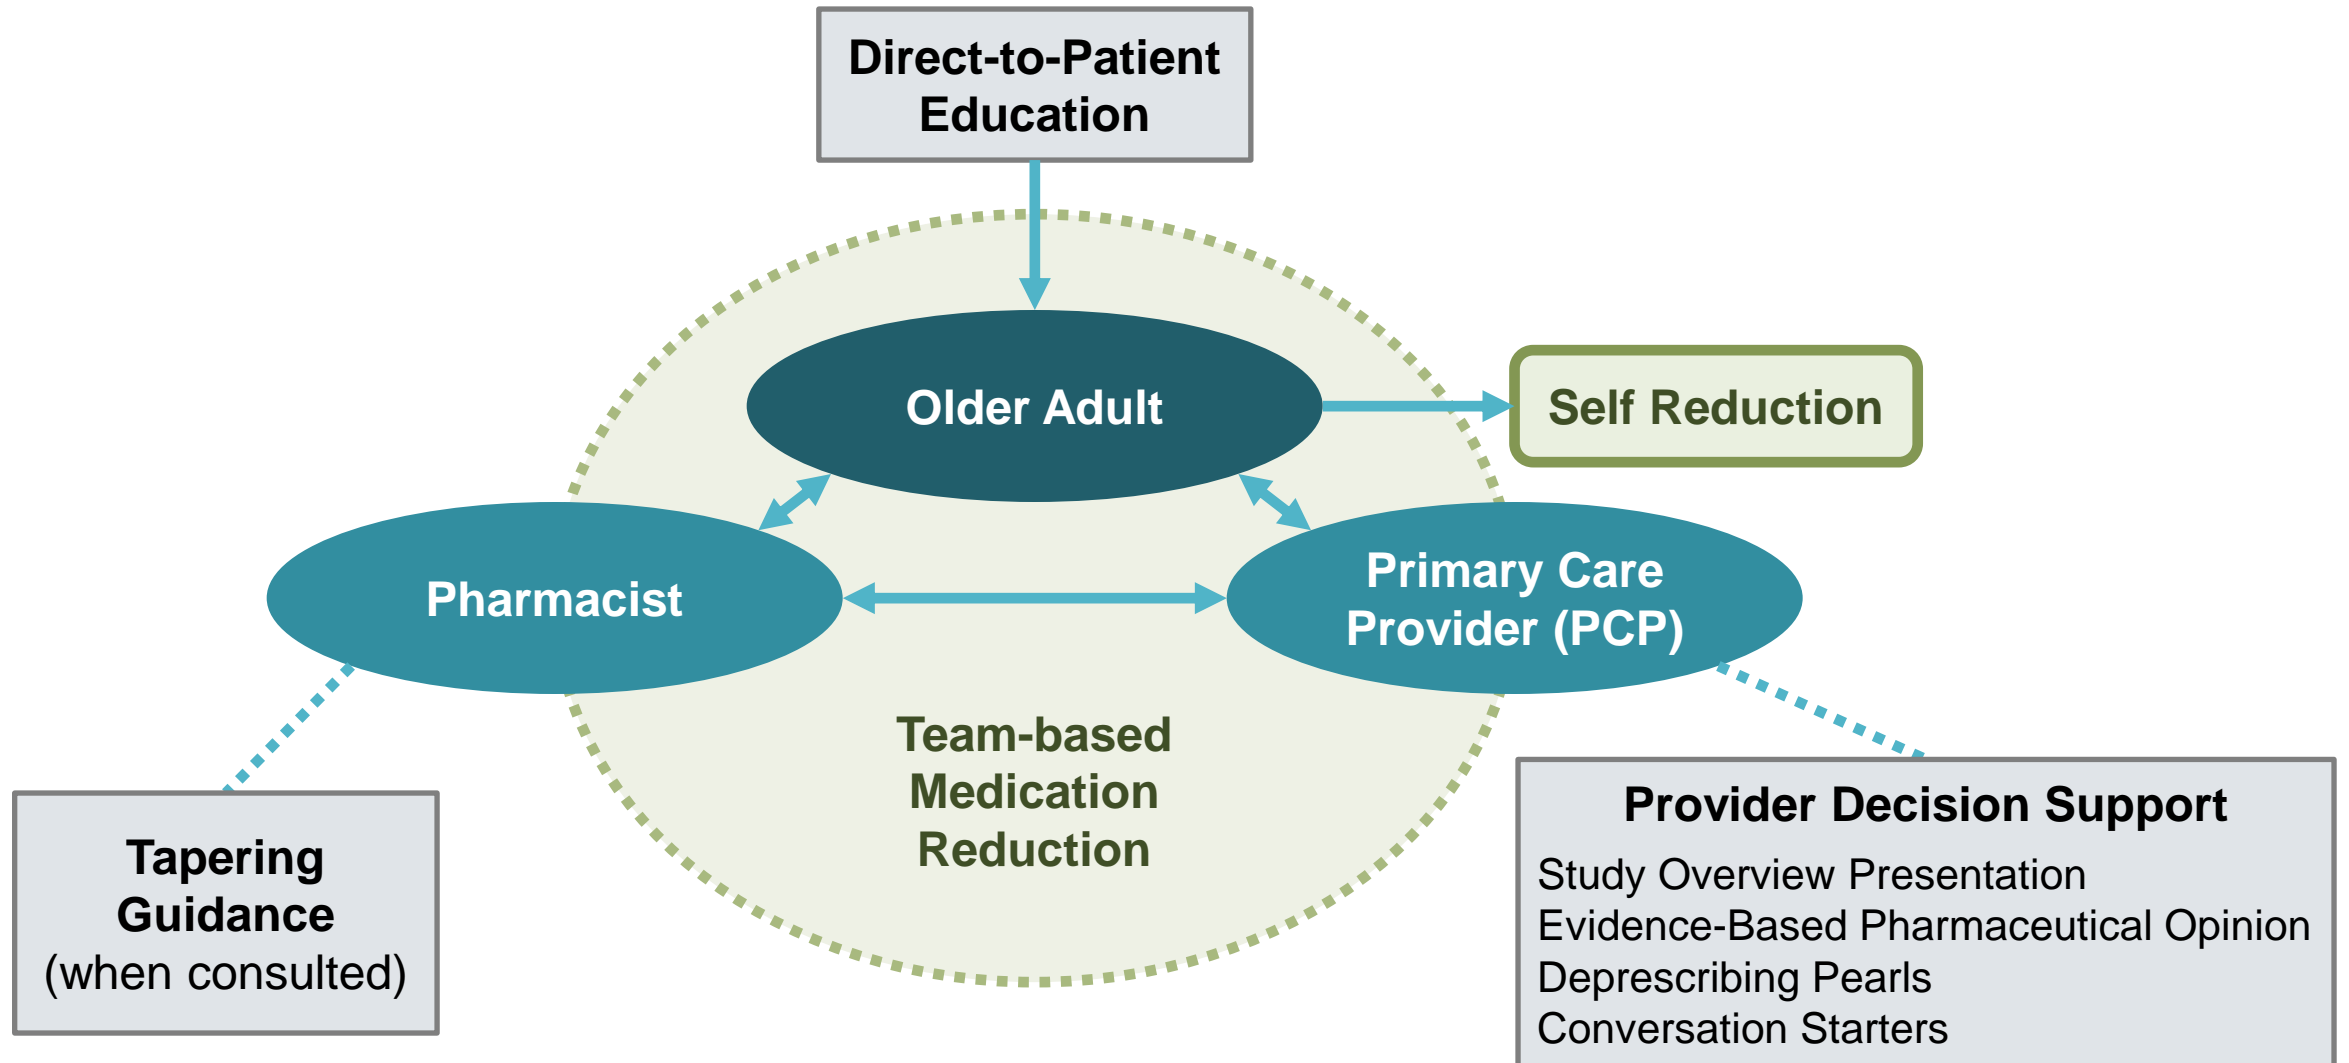 Direct-to-Patient
Education
Older Adult
Self Reduction
Pharmacist
Primary Care
Provider (PCP)
Team-based
Medication
Reduction
Tapering
Guidance
(when consulted)
Provider Decision Support
Study Overview Presentation
Evidence-Based Pharmaceutical Opinion
Deprescribing Pearls
Conversation Starters